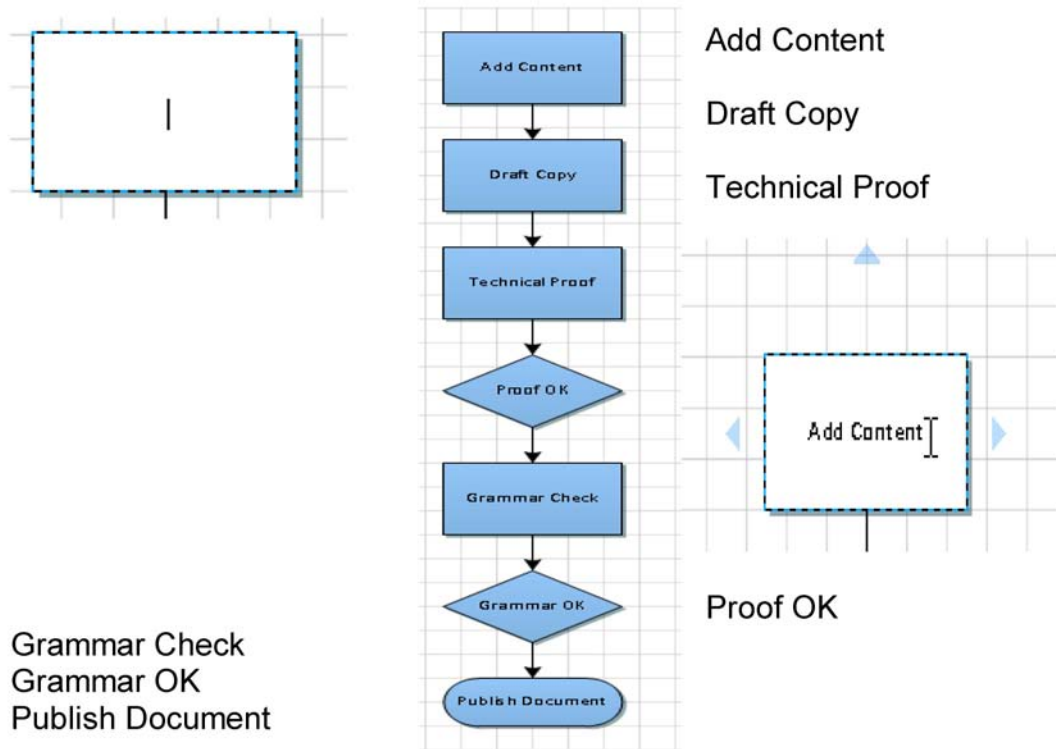 Add Content
Draft Copy
Technical Proof
Proof OK
Grammar Check
Grammar OK
Publish Document
Add Content
Draft Copy
Technical Proof
Add Content
Proof OK
Grammar Check
Grammar OK
Publish Document